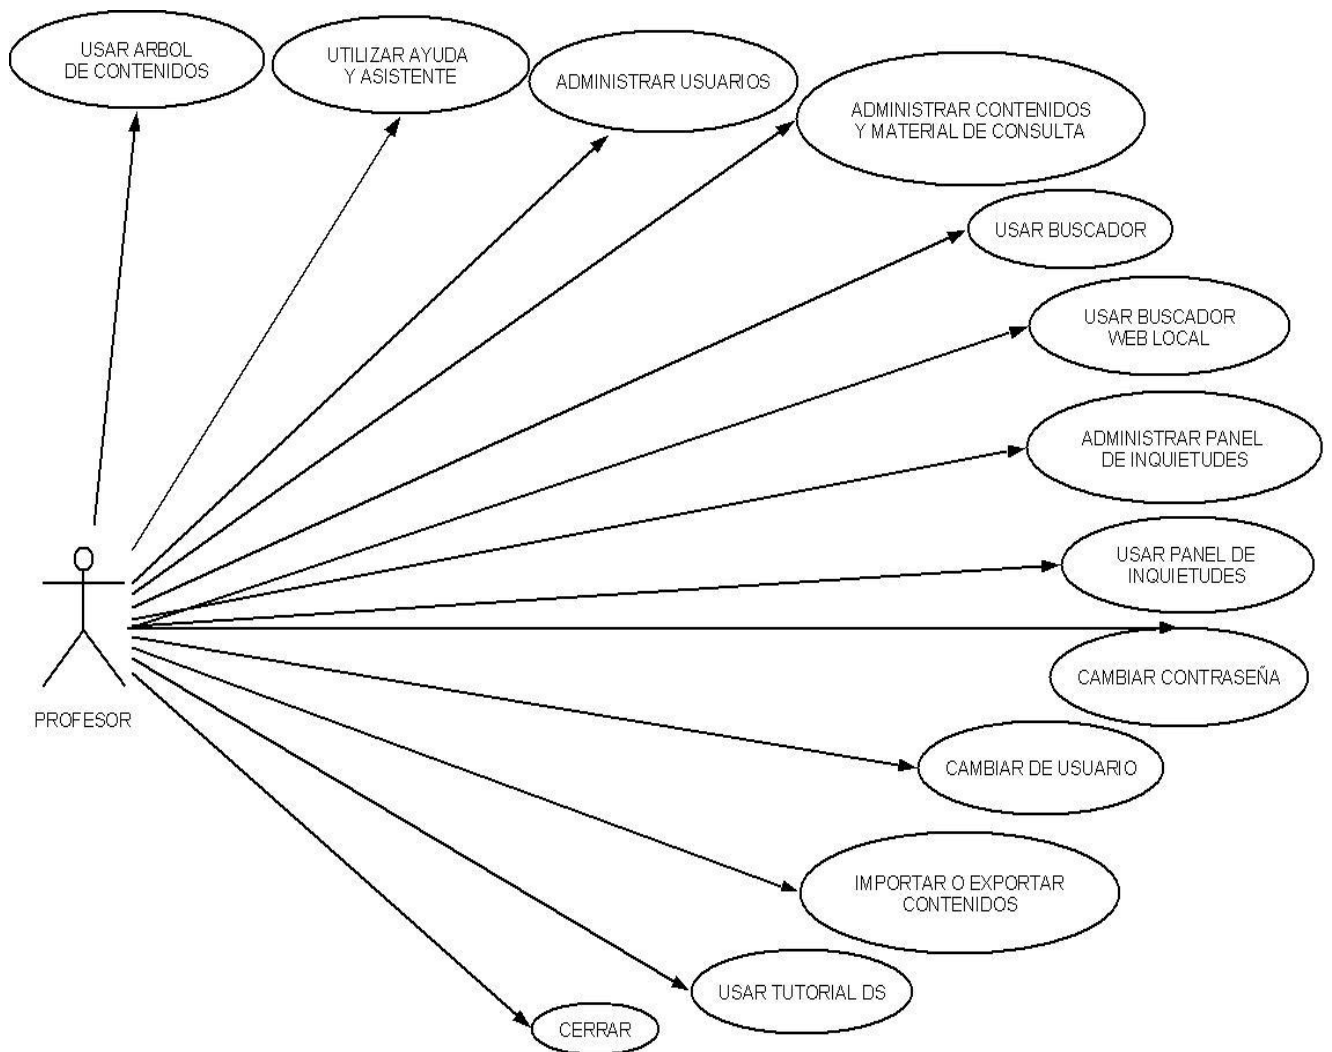 USAR ARBOL
DE CONTENIDOS
UTILIZAR AYUDA
Y ASISTENTE
ADMINISTRAR USUARIOS
ADMINISTRAR CONTENIDOS
Y MATERIAL DE CONSULTA
USAR BUSCADOR
USAR BUSCADOR
WEB LOCAL
ADMINISTRAR PANEL
DE INQUIETUDES
USAR PANEL DE
INQUIETUDES
CAMBIAR CONTRASEÑA
PROFESOR
CAMBIAR DE USUARIO
IMPORTAR O EXPORTAR
CONTENIDOS
USAR TUTORIAL DS
CERRAR